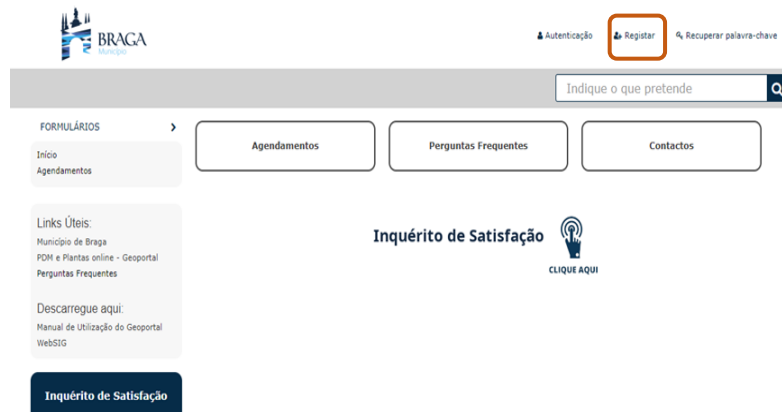 BRAGA
Município
Autenticação
Registar
Recuperar palavra-chave
Indique o que pretende
FORMULÁRIOS
Início
Agendamentos
Agendamentos
Perguntas Frequentes
Contactos
Links Úteis:
Município de Braga
PDM e Plantas online - Geoportal
Perguntas Frequentes
Descarregue aqui:
Manual de Utilização do Geoportal
WebSIG
Inquérito de Satisfação
CLIQUE AQUI
Inquérito de Satisfação